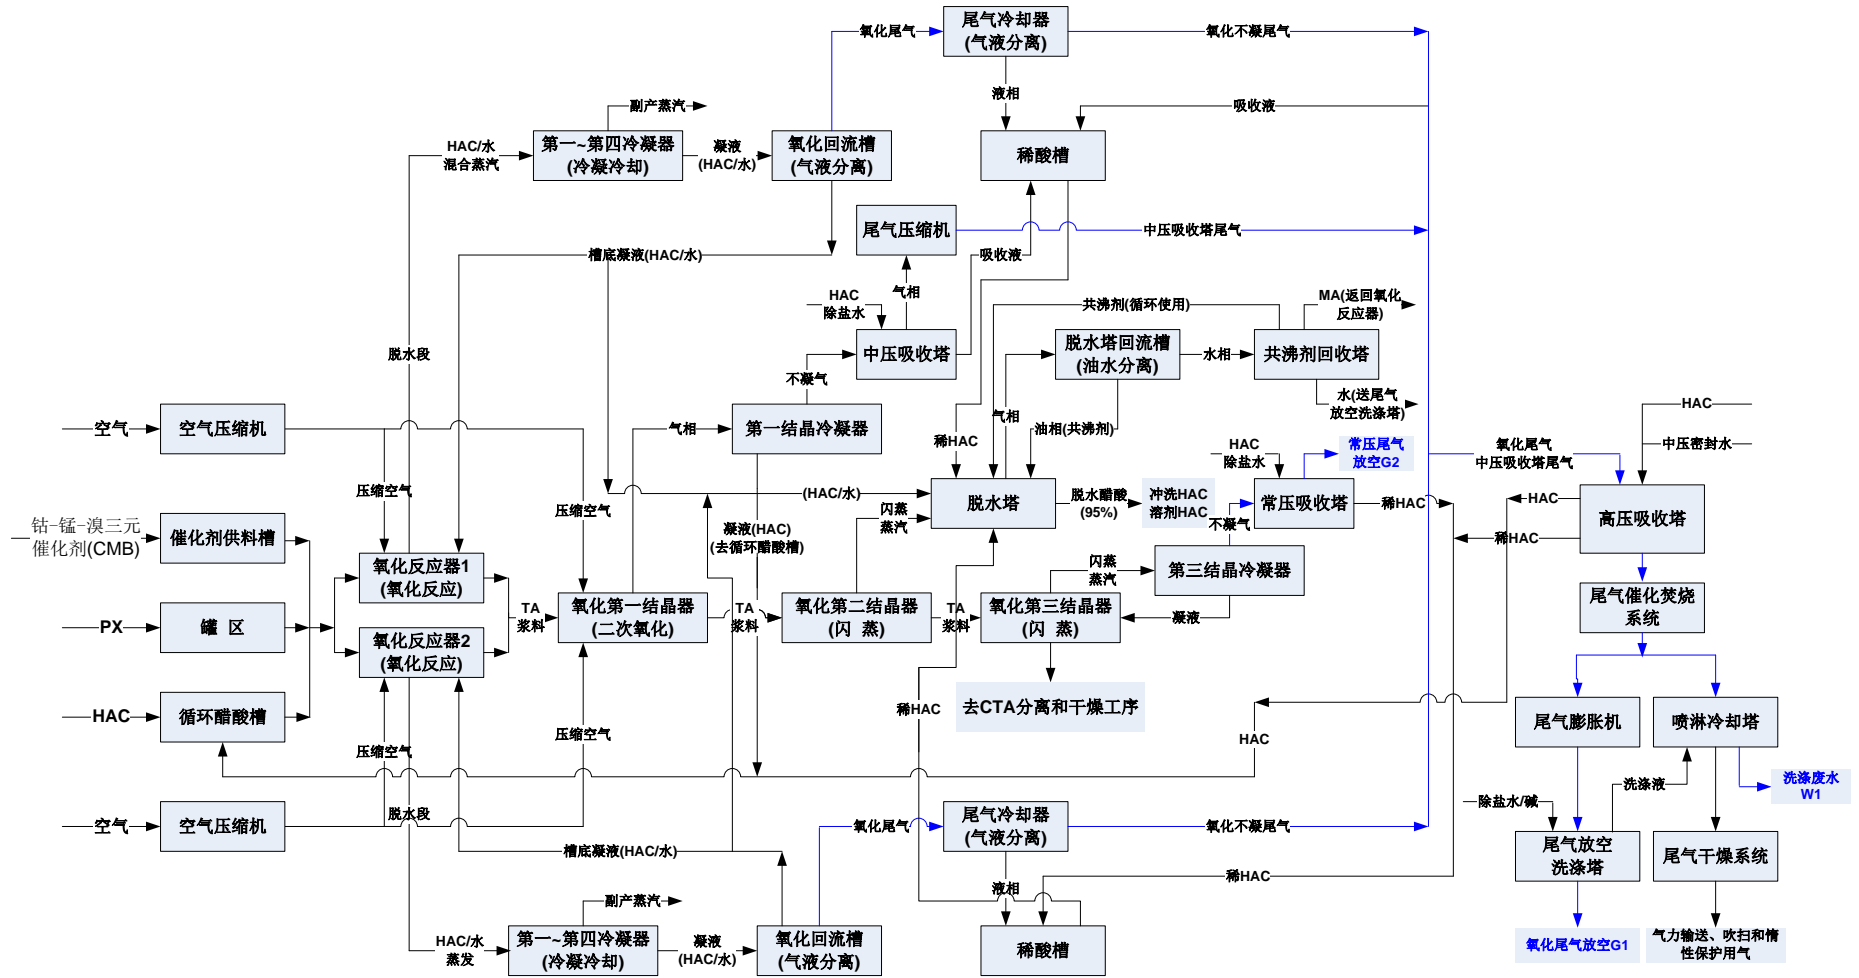 尾气冷却器
(气液分离)
氧化尾气
氧化不凝尾气
液相
吸收液
副产蒸汽
HAC/水
混合蒸汽
第一~第四冷凝器
(冷凝冷却)
凝液
(HAC/水)
氧化回流槽
(气液分离)
稀酸槽
尾气压缩机
中压吸收塔尾气
槽底凝液(HAC/水)
吸收液
气相
HAC
除盐水
共沸剂(循环使用)
MA(返回氧化
反应器)
脱水段
中压吸收塔
脱水塔回流槽
(油水分离)
水相
共沸剂回收塔
不凝气
水(送尾气
放空洗涤塔)
HAC
空气
空气压缩机
气相
第一结晶冷凝器
稀HAC
气相
油相(共沸剂)
HAC
除盐水
常压尾气
放空G2
氧化尾气
中压吸收塔尾气
中压密封水
压缩空气
压缩空气
(HAC/水)
脱水塔
脱水醋酸
(95%)
冲洗HAC
溶剂HAC
常压吸收塔
稀HAC
HAC
高压吸收塔
钴-锰-溴三元
催化剂(CMB)
催化剂供料槽
凝液(HAC)
(去循环醋酸槽)
闪蒸
蒸汽
不凝气
稀HAC
氧化反应器1
(氧化反应)
闪蒸
蒸汽
第三结晶冷凝器
尾气催化焚烧
系统
PX
罐 区
TA
浆料
氧化第一结晶器
(二次氧化)
TA
浆料
氧化第二结晶器
(闪 蒸)
TA
浆料
氧化第三结晶器
(闪 蒸)
凝液
氧化反应器2
(氧化反应)
HAC
循环醋酸槽
稀HAC
去CTA分离和干燥工序
尾气膨胀机
喷淋冷却塔
压缩空气
压缩空气
HAC
洗涤液
洗涤废水
W1
空气
空气压缩机
脱水段
氧化尾气
尾气冷却器
(气液分离)
氧化不凝尾气
除盐水/碱
槽底凝液(HAC/水)
尾气放空
洗涤塔
尾气干燥系统
液相
稀HAC
副产蒸汽
HAC/水
蒸发
第一~第四冷凝器
(冷凝冷却)
凝液
(HAC/水)
氧化回流槽
(气液分离)
稀酸槽
氧化尾气放空G1
气力输送、吹扫和惰
性保护用气